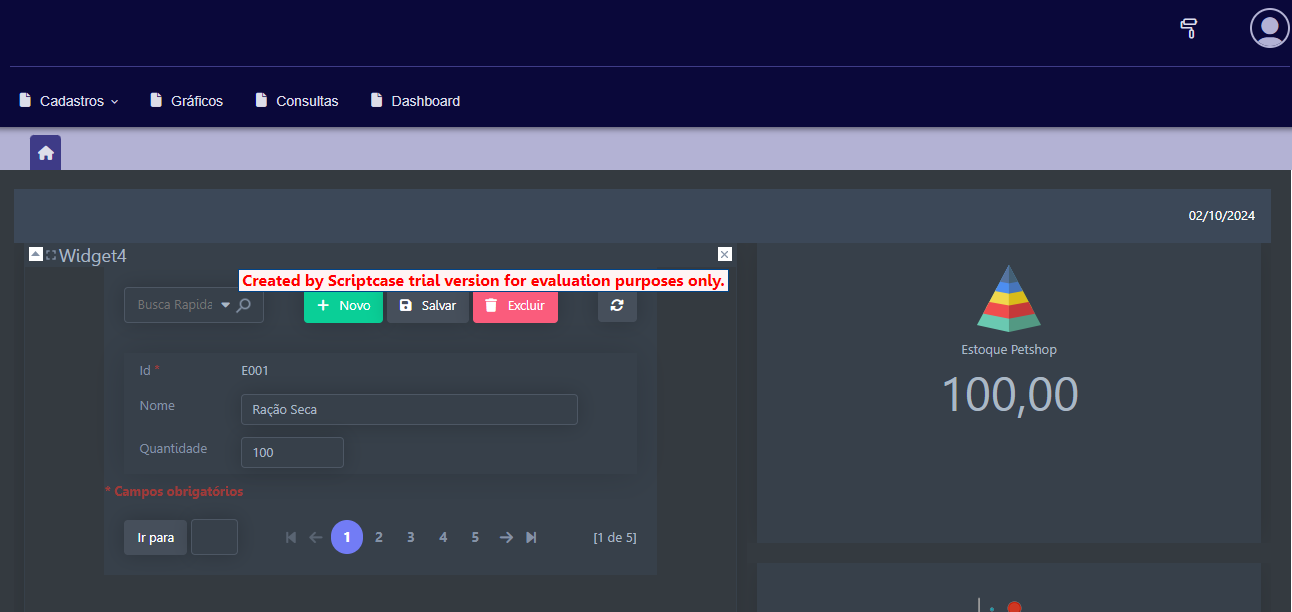 Cadastros Gráficos Consultas Dashboard
02/10/2024
Widget4
Created by Scriptcase trial version for evaluation purposes only.
Busca Rapida Novo Salvar Excluir
Id * E001
Nome Ração Seca
Quantidade 100
* Campos obrigatórios
Ir para 1 2 3 4 5 [1 de 5]
Estoque Petshop
100,00